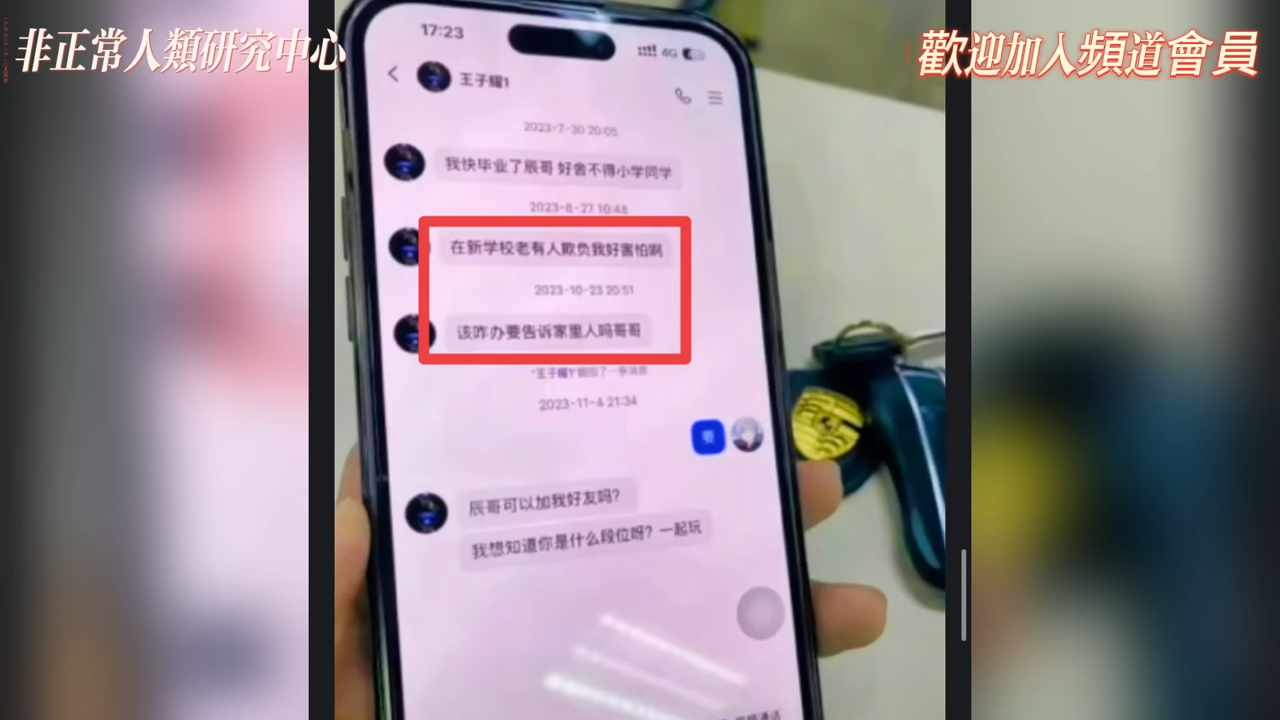 非正常人類研究中心
歡迎加入頻道會員
17:23
4G
王子耀1
2023-7-30 20:05
我快毕业了辰哥 好舍不得小学同学
2023-8-27 10:48
在新学校老有人欺负我好害怕啊
2023-10-23 20:51
该咋办要告诉家里人吗哥哥
"王子耀1"撤回了一条消息
2023-11-4 21:34
要
辰哥可以加我好友吗？
我想知道你是什么段位呀？一起玩